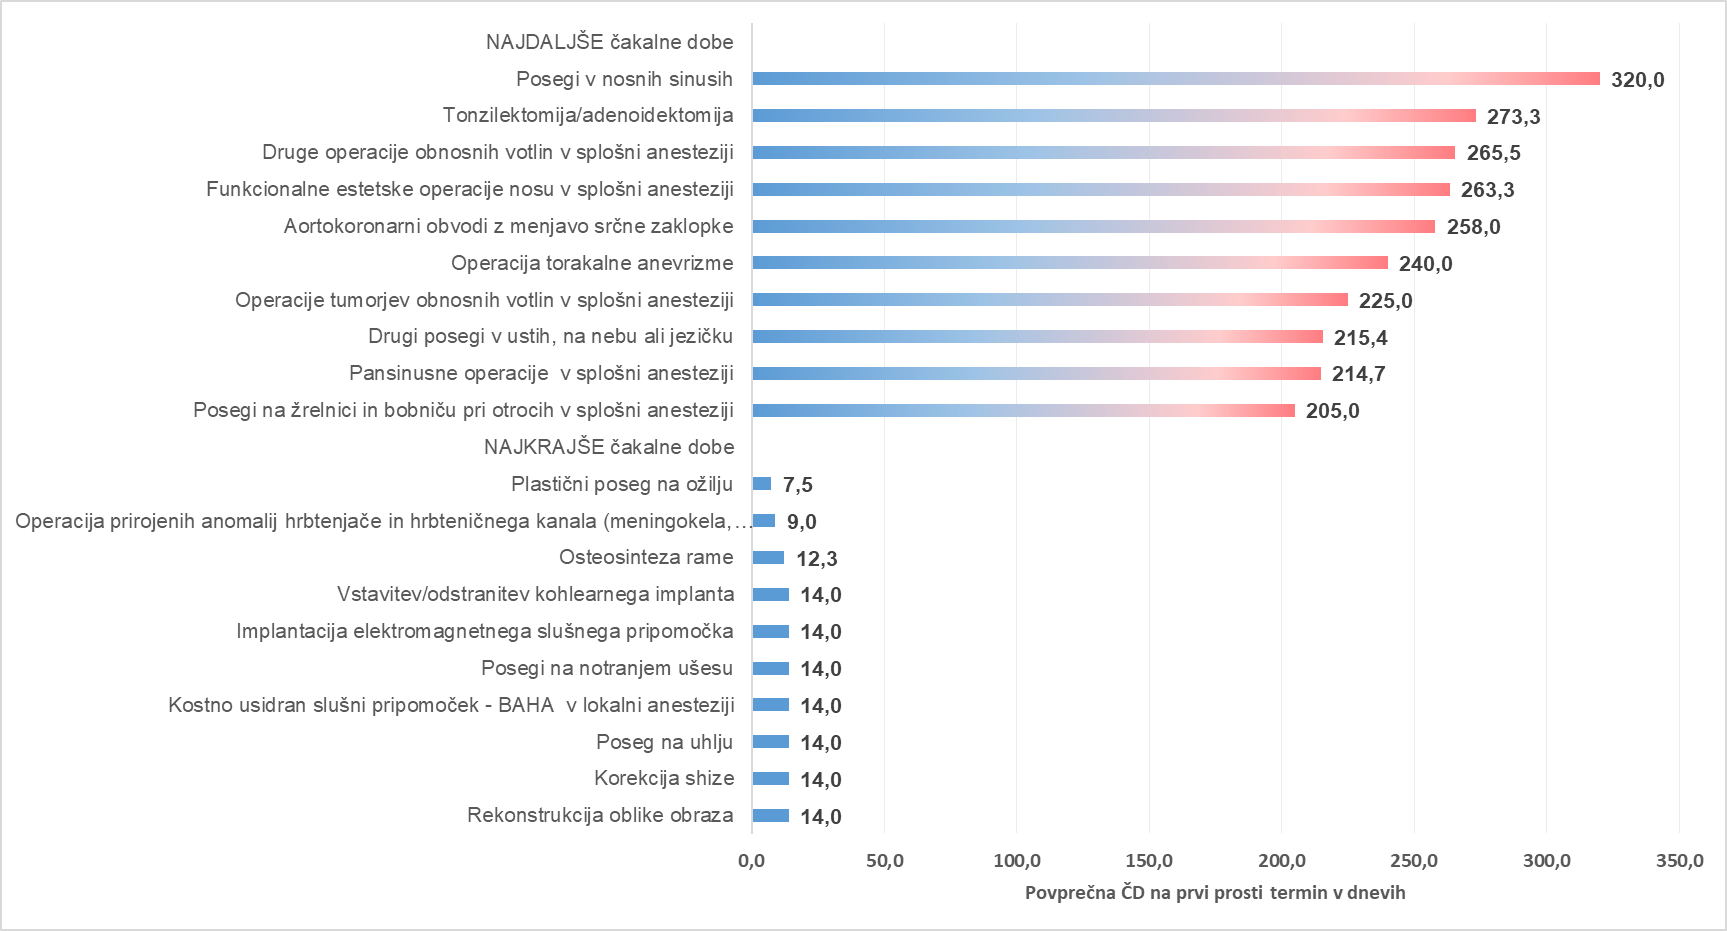 NAJDALJŠE čakalne dobe
Posegi v nosnih sinusih 320,0
Tonzilektomija/adenoidektomija 273,3
Druge operacije obnosnih votlin v splošni anesteziji 265,5
Funkcionalne estetske operacije nosu v splošni anesteziji 263,3
Aortokoronarni obvodi z menjavo srčne zaklopke 258,0
Operacija torakalne anevrizme 240,0
Operacije tumorjev obnosnih votlin v splošni anesteziji 225,0
Drugi posegi v ustih, na nebu ali jezičku 215,4
Pansinusne operacije  v splošni anesteziji 214,7
Posegi na žrelnici in bobniču pri otrocih v splošni anesteziji 205,0
NAJKRAJŠE čakalne dobe
Plastični poseg na ožilju 7,5
Operacija prirojenih anomalij hrbtenjače in hrbteničnega kanala (meningokela, … 9,0
Osteosinteza rame 12,3
Vstavitev/odstranitev kohlearnega implanta 14,0
Implantacija elektromagnetnega slušnega pripomočka 14,0
Posegi na notranjem ušesu 14,0
Kostno usidran slušni pripomoček - BAHA  v lokalni anesteziji 14,0
Poseg na uhlju 14,0
Korekcija shize 14,0
Rekonstrukcija oblike obraza 14,0
0,0 50,0 100,0 150,0 200,0 250,0 300,0 350,0
Povprečna ČD na prvi prosti termin v dnevih